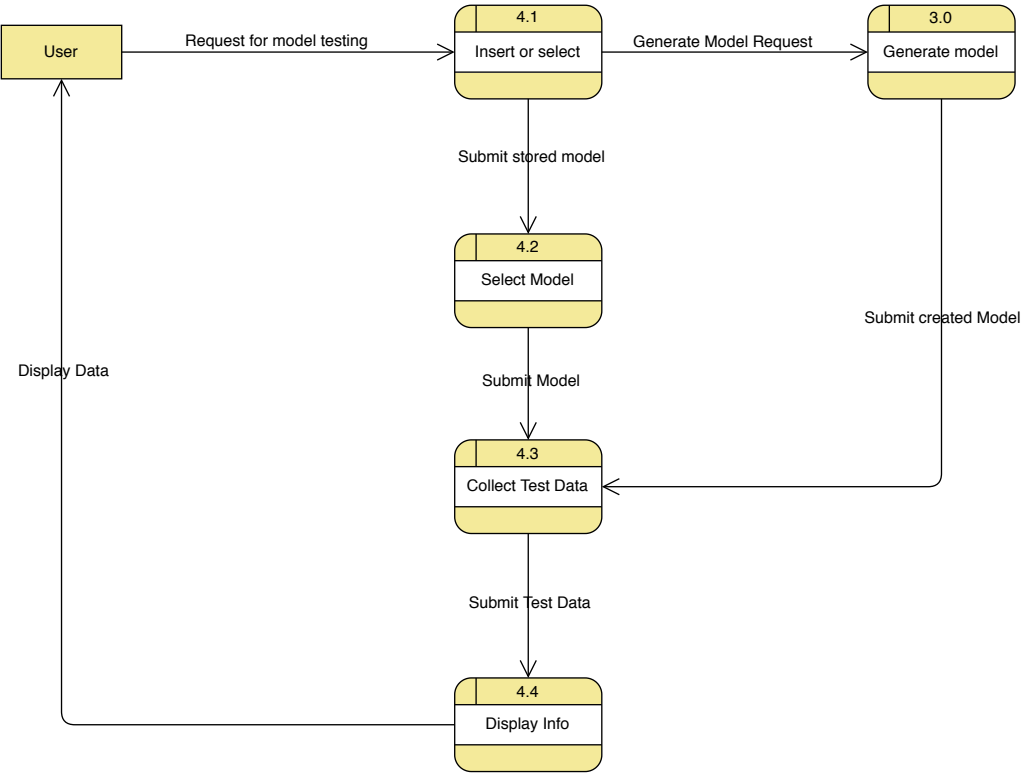 4.1
3.0
User
Request for model testing
Insert or select
Generate Model Request
Generate model
Submit stored model
4.2
Select Model
Submit created Model
Display Data
Submit Model
4.3
Collect Test Data
Submit Test Data
4.4
Display Info